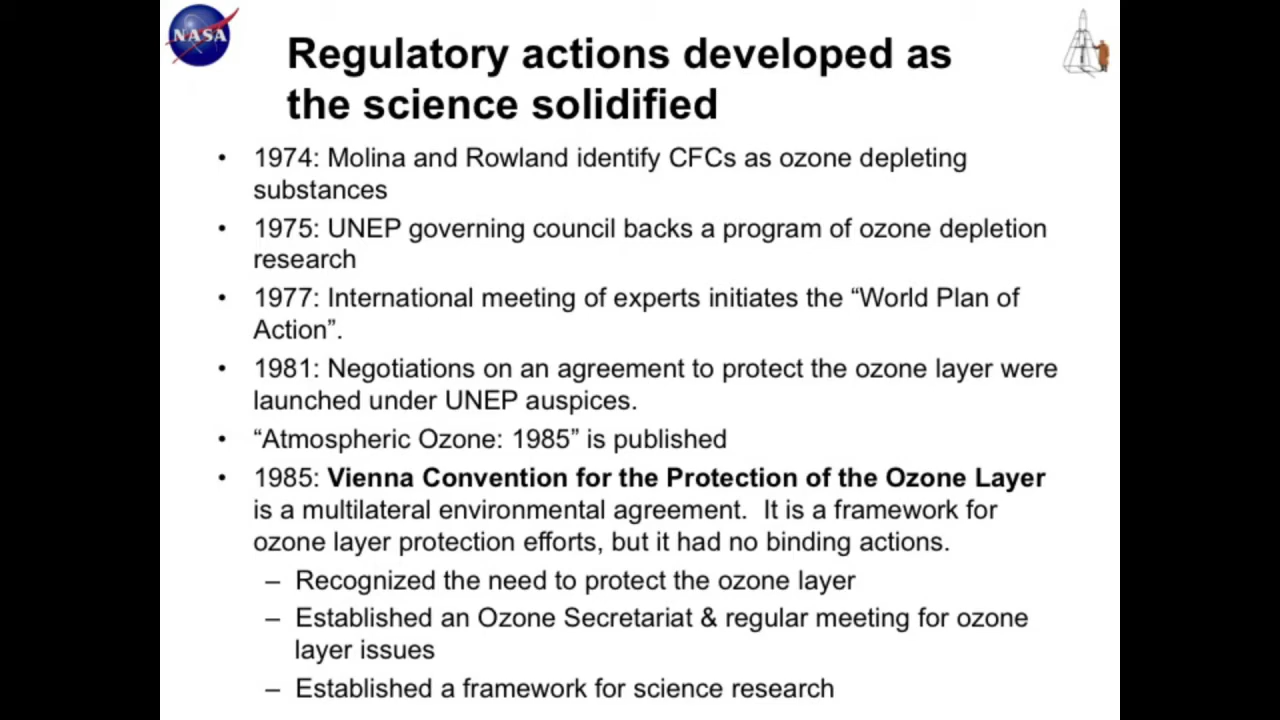 NASA
Regulatory actions developed as
the science solidified
• 1974: Molina and Rowland identify CFCs as ozone depleting
substances
• 1975: UNEP governing council backs a program of ozone depletion
research
• 1977: International meeting of experts initiates the “World Plan of
Action”.
• 1981: Negotiations on an agreement to protect the ozone layer were
launched under UNEP auspices.
• “Atmospheric Ozone: 1985” is published
• 1985: Vienna Convention for the Protection of the Ozone Layer
is a multilateral environmental agreement.  It is a framework for
ozone layer protection efforts, but it had no binding actions.
– Recognized the need to protect the ozone layer
– Established an Ozone Secretariat & regular meeting for ozone
layer issues
– Established a framework for science research